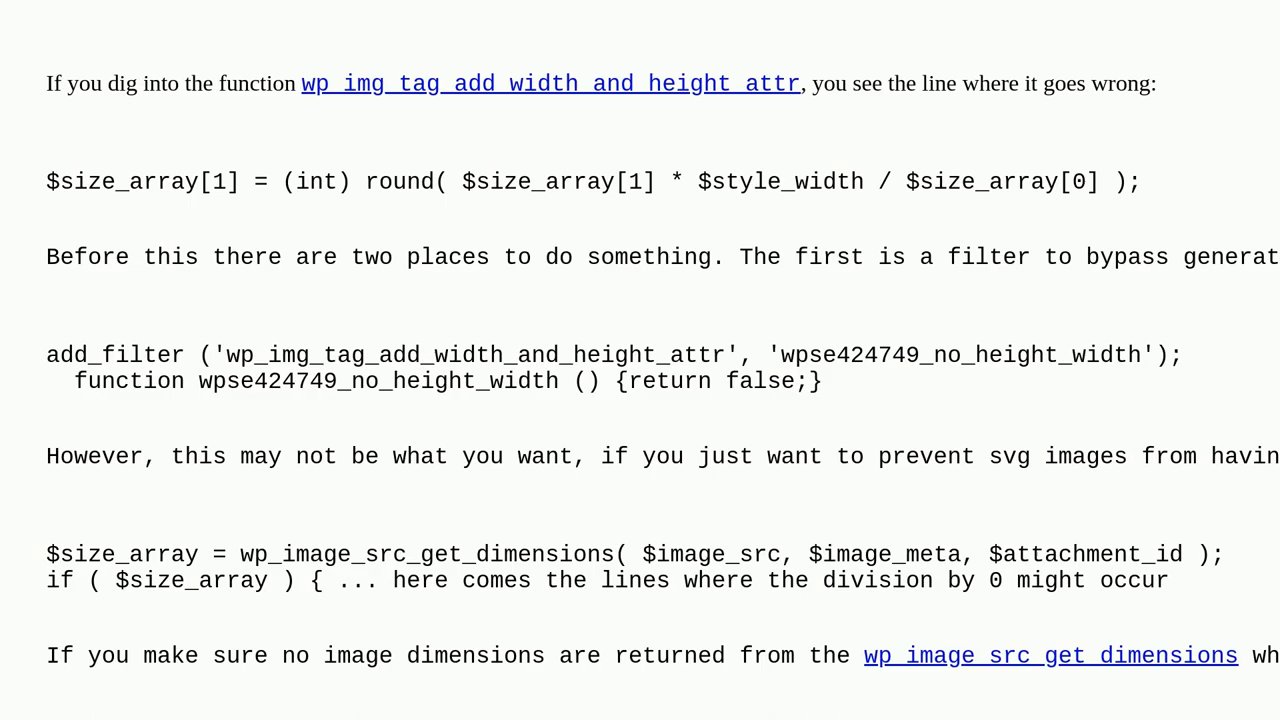 If you dig into the function wp_img_tag_add_width_and_height_attr, you see the line where it goes wrong:
$size_array[1] = (int) round( $size_array[1] * $style_width / $size_array[0] );
Before this there are two places to do something. The first is a filter to bypass generat
add_filter ('wp_img_tag_add_width_and_height_attr', 'wpse424749_no_height_width');
  function wpse424749_no_height_width () {return false;}
However, this may not be what you want, if you just want to prevent svg images from havin
$size_array = wp_image_src_get_dimensions( $image_src, $image_meta, $attachment_id );
if ( $size_array ) { ... here comes the lines where the division by 0 might occur
If you make sure no image dimensions are returned from the wp_image_src_get_dimensions wh